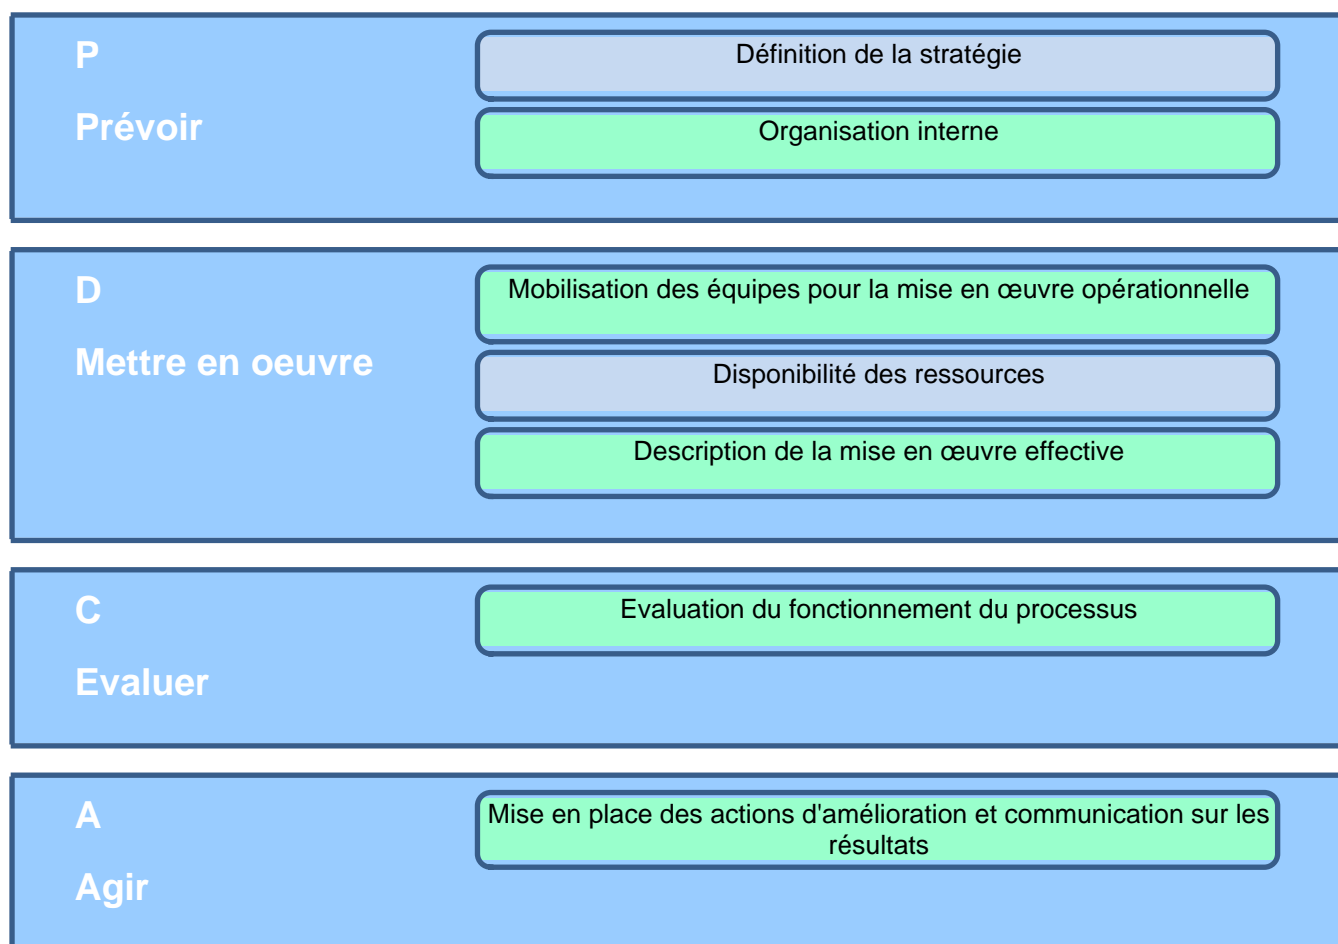 P
Prévoir
Définition de la stratégie
Organisation interne
D
Mettre en oeuvre
Mobilisation des équipes pour la mise en œuvre opérationnelle
Disponibilité des ressources
Description de la mise en œuvre effective
C
Evaluer
Evaluation du fonctionnement du processus
A
Agir
Mise en place des actions d'amélioration et communication sur les
résultats